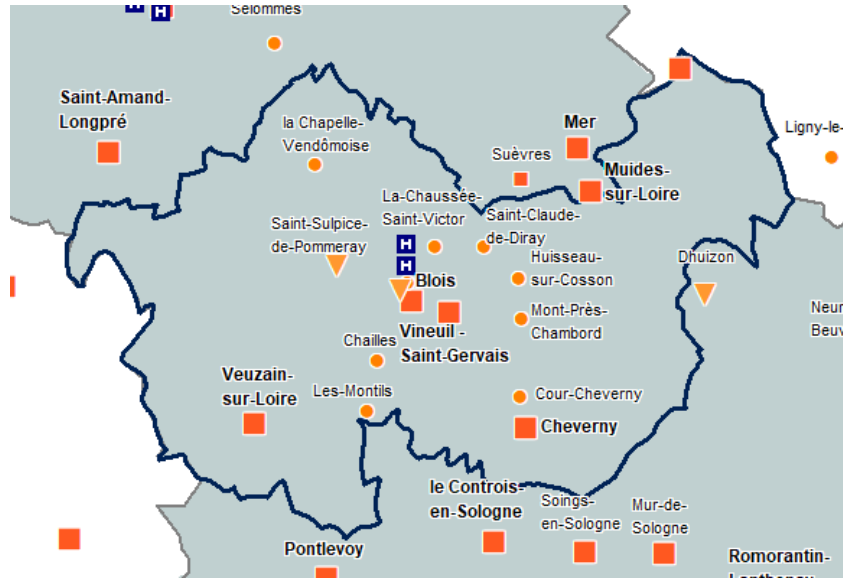 H
H
Selommes
Saint-Amand-
Longpré
la Chapelle-
Vendômoise
Mer
Ligny-le-
Suèvres
Muides-
sur-Loire
La-Chaussée-
Saint-Victor
Saint-Claude-
de-Diray
Saint-Sulpice-
de-Pommeray
H
H
Huisseau-
sur-Cosson
Dhuizon
Blois
Mont-Près-
Chambord
Neun
Beuv
Vineuil -
Saint-Gervais
Chailles
Veuzain-
sur-Loire
Les-Montils
Cour-Cheverny
Cheverny
le Controis-
en-Sologne
Soings-
en-Sologne
Mur-de-
Sologne
Pontlevoy
Romorantin-
Lanthenay